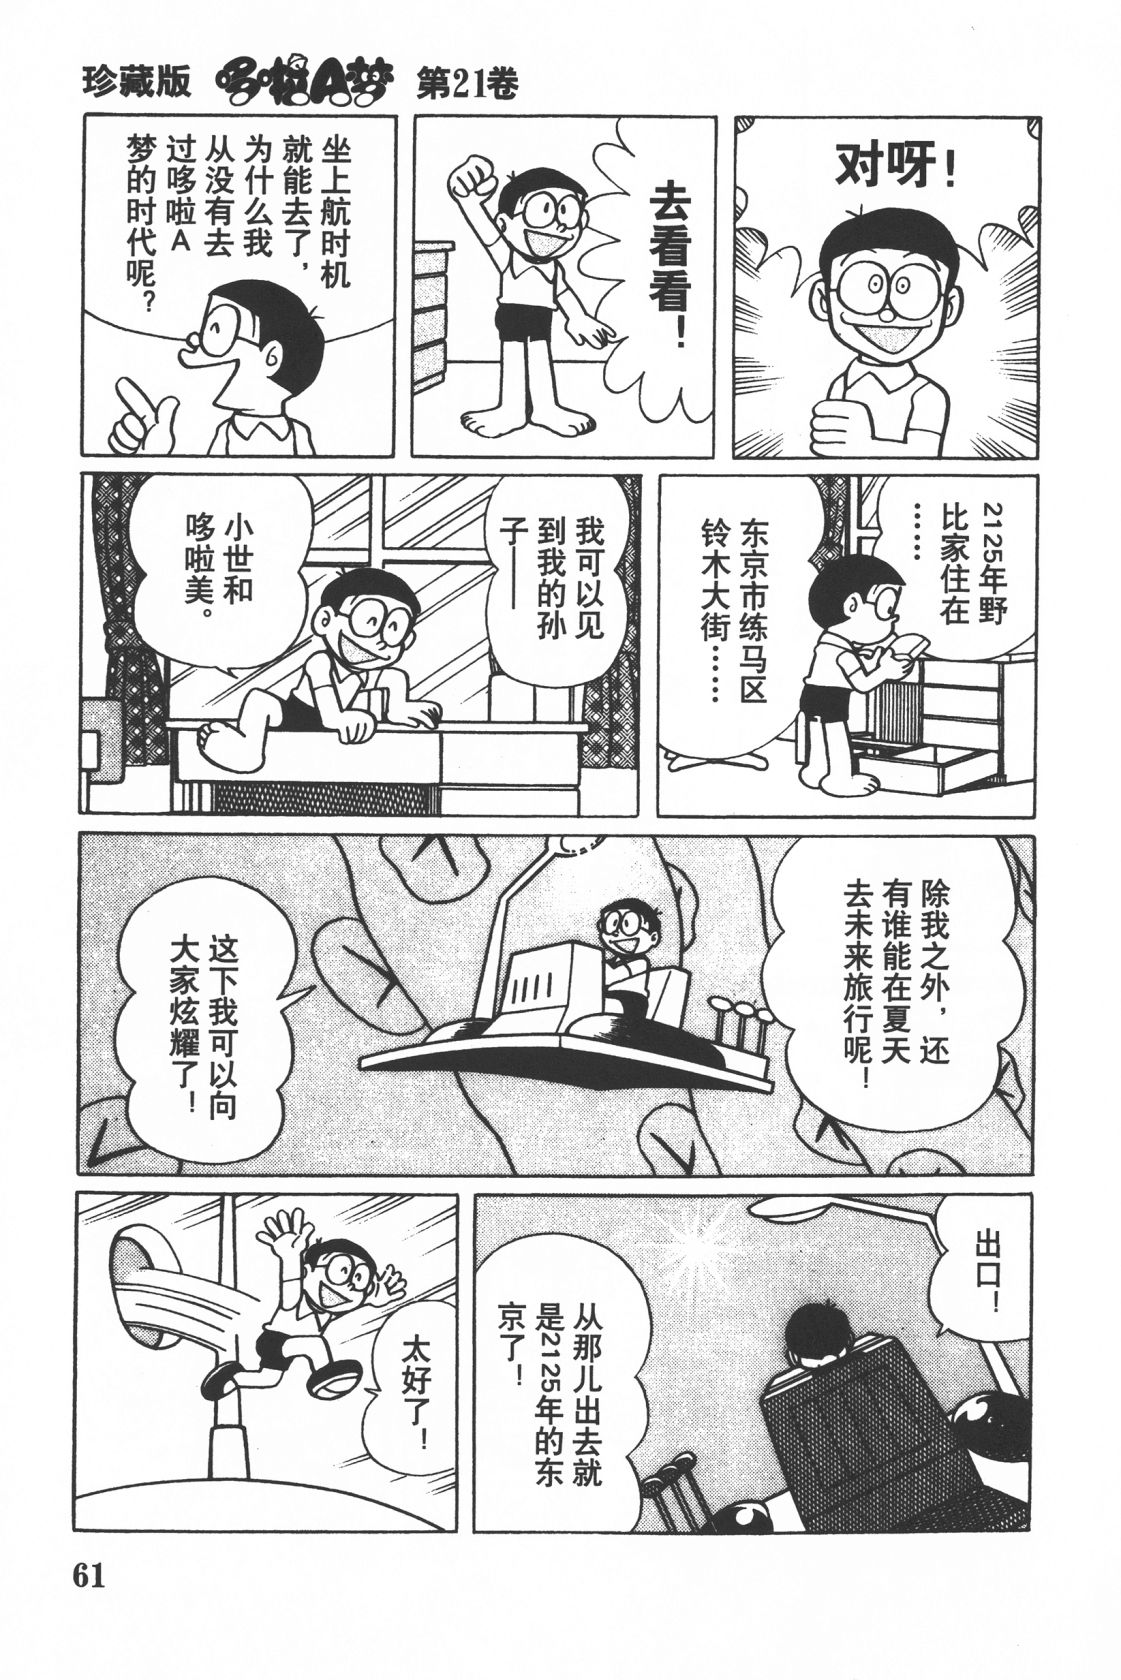 珍藏版 哆啦A梦 第21卷
对呀！
去看看！
坐上航时机
就能去了，
为什么我
从没有去
过哆啦A
梦的时代呢？
2125年野
比家住在
……
东京市练马区
铃木大街……
我可以见
到我的孙
子——
小世和
哆啦美。
除我之外，还
有谁能在夏天
去未来旅行呢！
这下我可以向
大家炫耀了！
出口！
从那儿出去就
是2125年的东
京了！
太好了！
61